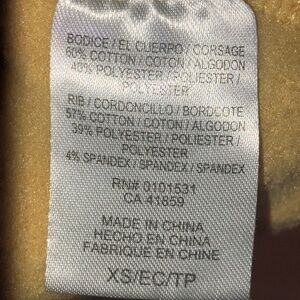 BODICE / EL CUERPO / CORSAGE
60% COTTON / COTON / ALGODON
40% POLYESTER / POLIESTER /
POLYESTER
RIB / CORDONCILLO / BORDCOTE
57% COTTON / COTON / ALGODON
39% POLYESTER / POLIESTER /
POLYESTER
4% SPANDEX / SPANDEX / SPANDEX
RN# 0101531
CA 41859
MADE IN CHINA
HECHO EN CHINA
FABRIQUE EN CHINE
XS/EC/TP